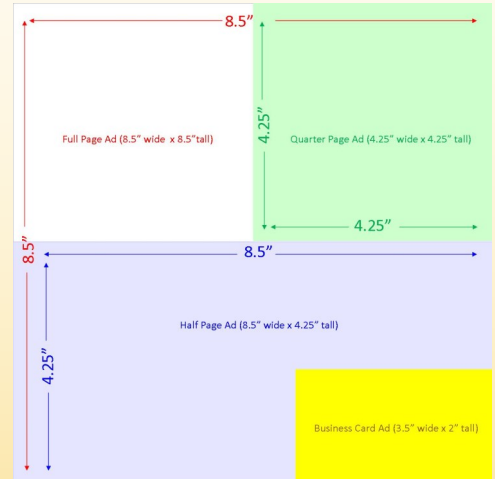 8.5”
4.25”
Full Page Ad (8.5” wide x 8.5”tall)
Quarter Page Ad (4.25” wide x 4.25” tall)
4.25”
8.5”
8.5”
Half Page Ad (8.5” wide x 4.25” tall)
4.25”
Business Card Ad (3.5” wide x 2” tall)